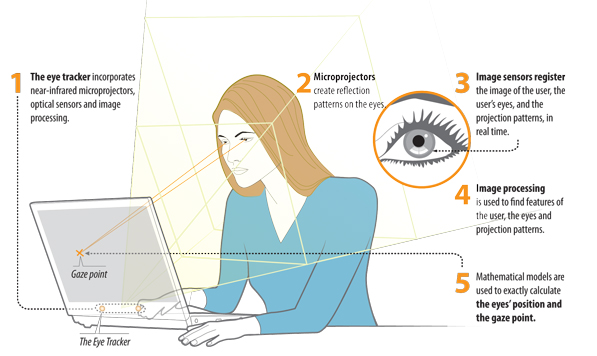 1 The eye tracker incorporates
near-infrared microprojectors,
optical sensors and image
processing.
2 Microprojectors
create reflection
patterns on the eyes.
3 Image sensors register
the image of the user, the
user's eyes, and the
projection patterns, in
real time.
4 Image processing
is used to find features of
the user, the eyes and
projection patterns.
5 Mathematical models are
used to exactly calculate
the eyes' position and
the gaze point.
Gaze point
The Eye Tracker